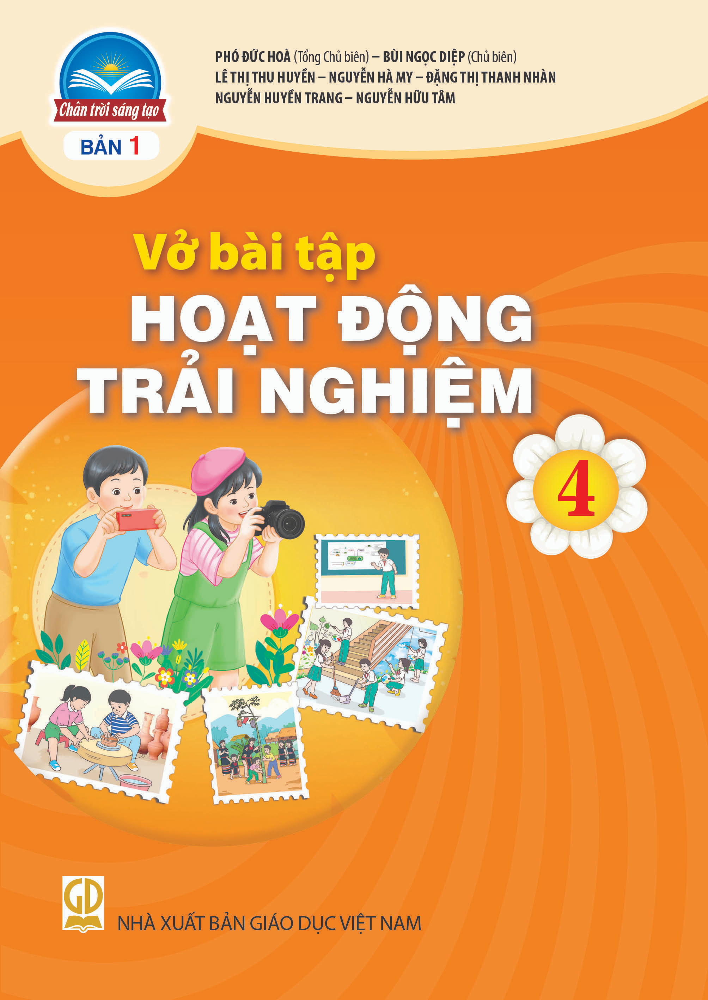 PHÓ ĐỨC HOÀ (Tổng Chủ biên) – BÙI NGỌC DIỆP (Chủ biên)
LÊ THỊ THU HUYỀN – NGUYỄN HÀ MY – ĐẶNG THỊ THANH NHÀN
NGUYỄN HUYỀN TRANG – NGUYỄN HỮU TÂM
Chân trời sáng tạo
BẢN 1
Vở bài tập
HOẠT ĐỘNG
TRẢI NGHIỆM
4
GD
NHÀ XUẤT BẢN GIÁO DỤC VIỆT NAM